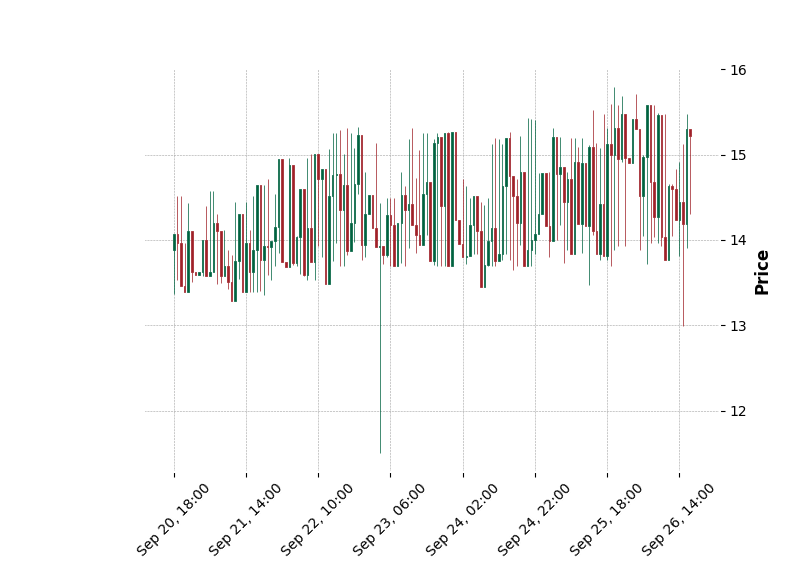 16
15
14
13
12
Price
Sep 20, 18:00
Sep 21, 14:00
Sep 22, 10:00
Sep 23, 06:00
Sep 24, 02:00
Sep 24, 22:00
Sep 25, 18:00
Sep 26, 14:00